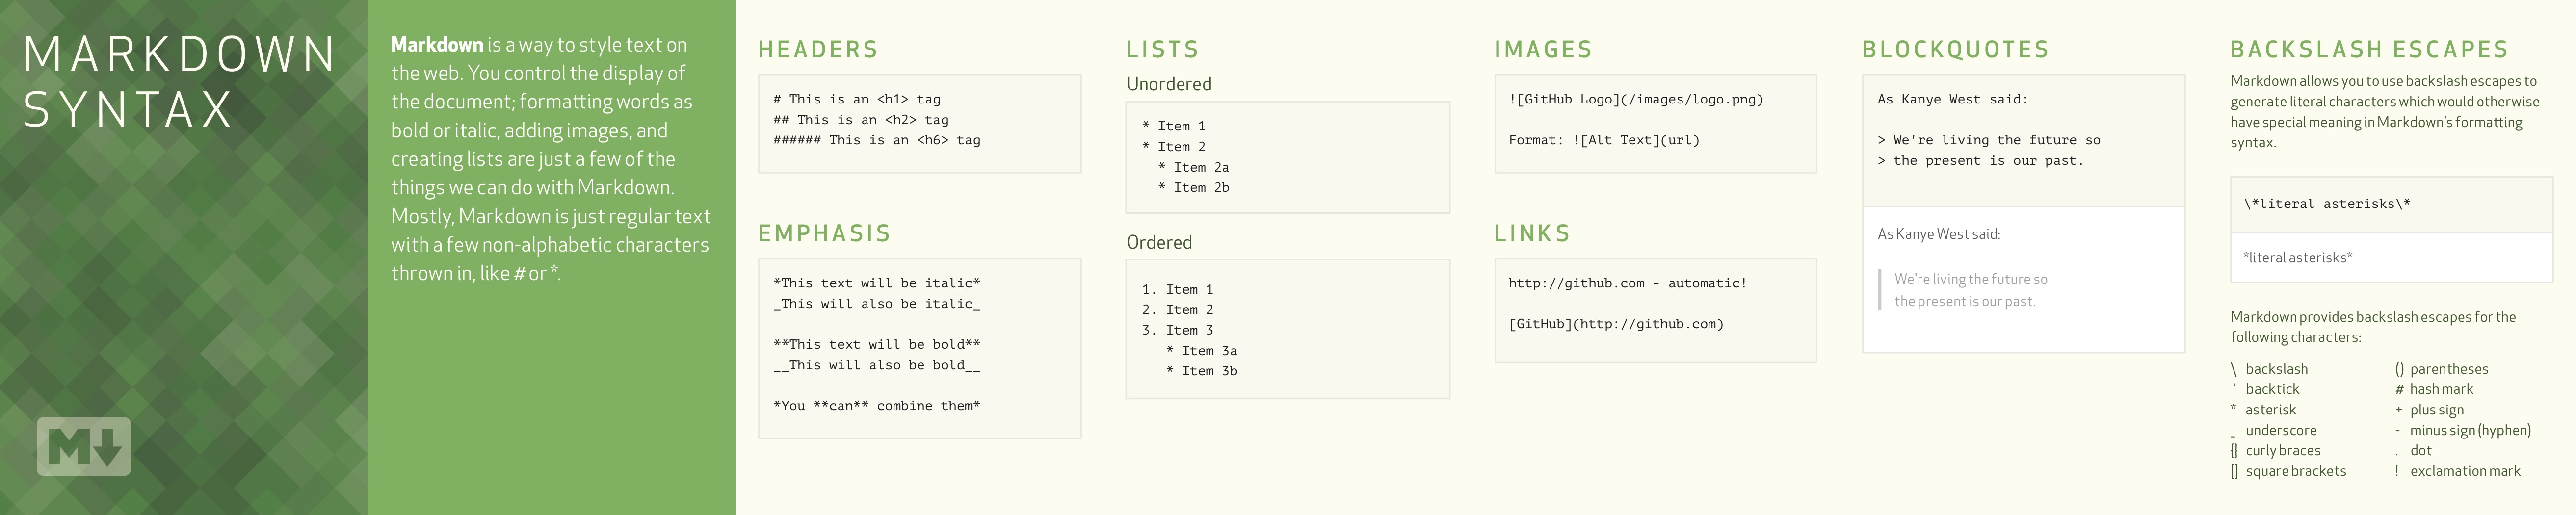 MARKDOWN
SYNTAX
M
Markdown is a way to style text on
the web. You control the display of
the document; formatting words as
bold or italic, adding images, and
creating lists are just a few of the
things we can do with Markdown.
Mostly, Markdown is just regular text
with a few non-alphabetic characters
thrown in, like # or *.
HEADERS
# This is an <h1> tag
## This is an <h2> tag
###### This is an <h6> tag
EMPHASIS
*This text will be italic*
_This will also be italic_
**This text will be bold**
__This will also be bold__
*You **can** combine them*
LISTS
Unordered
* Item 1
* Item 2
  * Item 2a
  * Item 2b
Ordered
1. Item 1
2. Item 2
3. Item 3
   * Item 3a
   * Item 3b
IMAGES
![GitHub Logo](/images/logo.png)
Format: ![Alt Text](url)
LINKS
http://github.com - automatic!
[GitHub](http://github.com)
BLOCKQUOTES
As Kanye West said:
> We're living the future so
> the present is our past.
As Kanye West said:
We're living the future so
the present is our past.
BACKSLASH ESCAPES
Markdown allows you to use backslash escapes to
generate literal characters which would otherwise
have special meaning in Markdown's formatting
syntax.
\*literal asterisks\*
*literal asterisks*
Markdown provides backslash escapes for the
following characters:
\ backslash
` backtick
* asterisk
_ underscore
{} curly braces
[] square brackets
() parentheses
# hash mark
+ plus sign
- minus sign (hyphen)
. dot
! exclamation mark